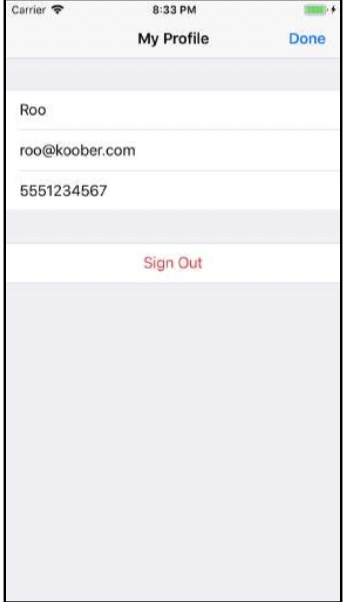 Carrier 8:33 PM
My Profile Done
Roo
roo@koober.com
5551234567
Sign Out